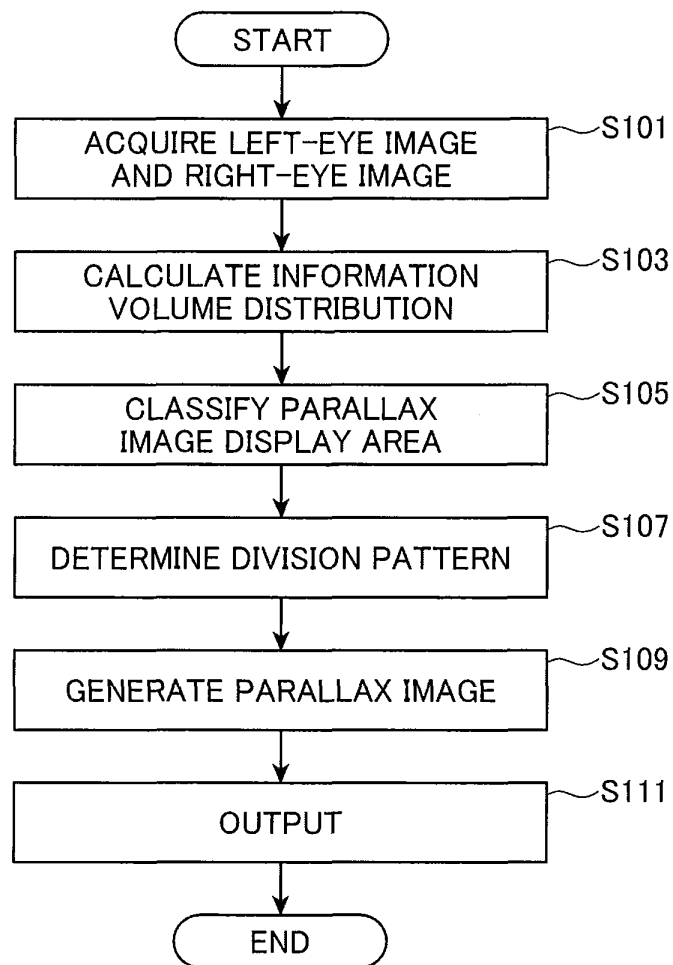 START
S101
ACQUIRE LEFT-EYE IMAGE
AND RIGHT-EYE IMAGE
S103
CALCULATE INFORMATION
VOLUME DISTRIBUTION
S105
CLASSIFY PARALLAX
IMAGE DISPLAY AREA
S107
DETERMINE DIVISION PATTERN
S109
GENERATE PARALLAX IMAGE
S111
OUTPUT
END